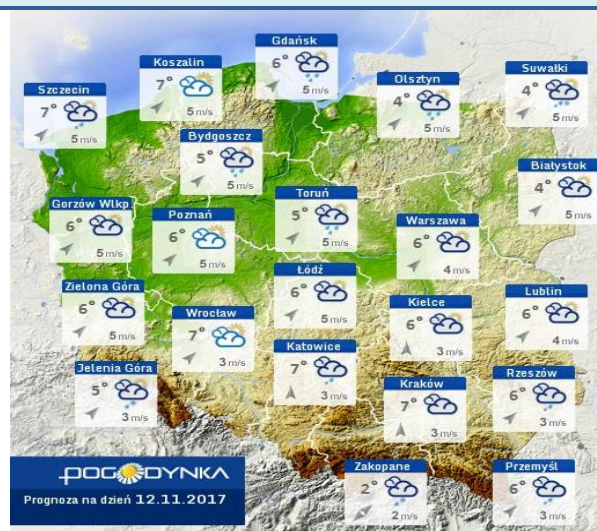 Gdańsk
6°
5 m/s
Koszalin
7°
5 m/s
Suwałki
4°
5 m/s
Olsztyn
4°
5 m/s
Szczecin
7°
5 m/s
Bydgoszcz
5°
5 m/s
Białystok
4°
5 m/s
Toruń
5°
5 m/s
Gorzów Wlkp
6°
5 m/s
Poznań
6°
5 m/s
Warszawa
6°
4 m/s
Łódź
6°
5 m/s
Zielona Góra
6°
5 m/s
Lublin
6°
4 m/s
Kielce
6°
3 m/s
Wrocław
7°
3 m/s
Katowice
7°
3 m/s
Jelenia Góra
5°
3 m/s
Rzeszów
6°
3 m/s
Kraków
7°
3 m/s
Zakopane
2°
2 m/s
Przemyśl
6°
3 m/s
POGODYNKA
Prognoza na dzień 12.11.2017